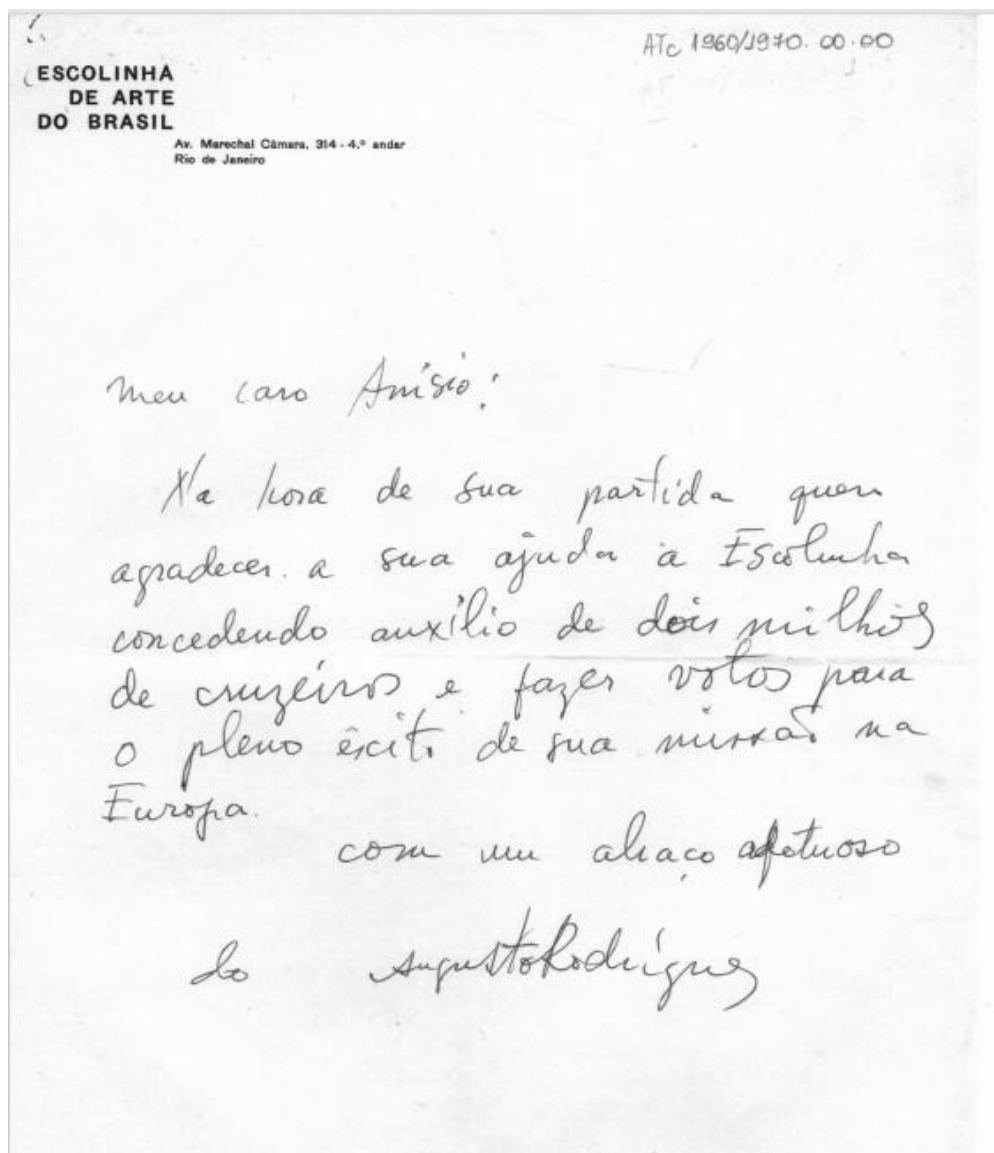 ATc 1960/1970.00.00
ESCOLINHA
DE ARTE
DO BRASIL
Av. Marechal Câmara, 314 - 4.º andar
Rio de Janeiro
Meu caro Anísio:
Na hora de sua partida quero
agradecer a sua ajuda à Escolinha
concedendo auxílio de dois milhões
de cruzeiros e fazer votos para
o pleno êxito de sua missão na
Europa.
com um abraço afetuoso
do Augusto Rodrigues